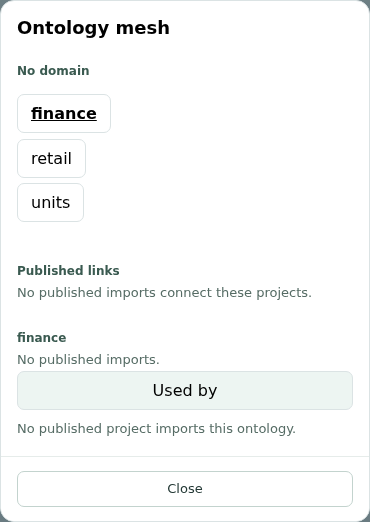 Ontology mesh
No domain
finance
retail
units
Published links
No published imports connect these projects.
finance
No published imports.
Used by
No published project imports this ontology.
Close